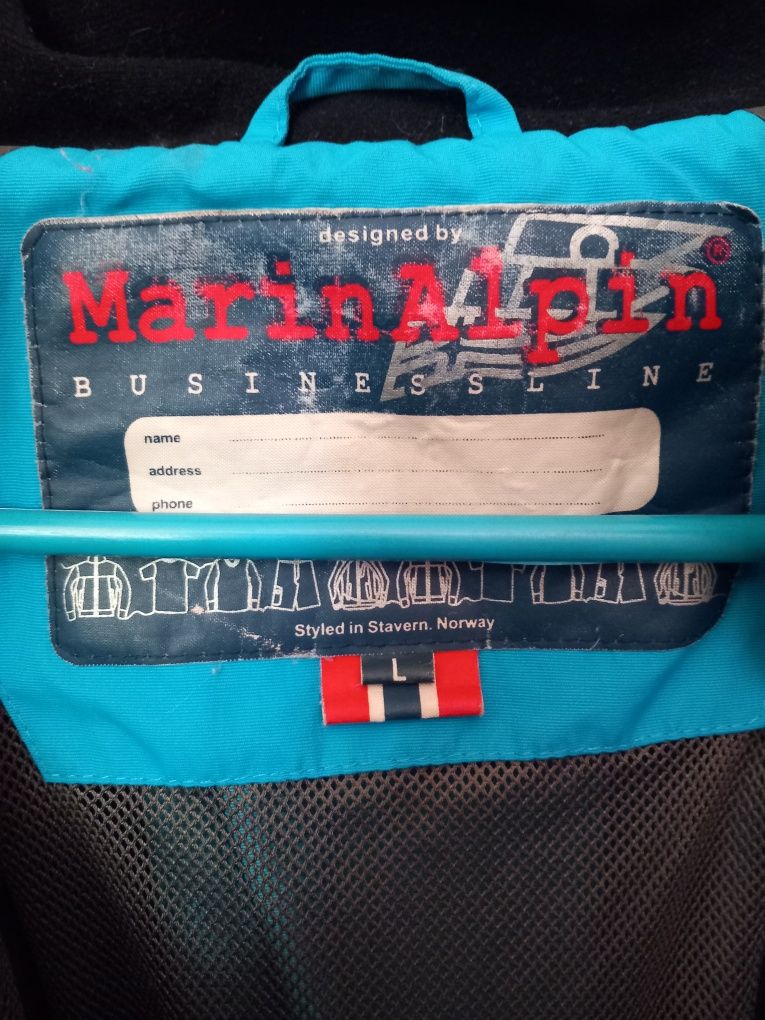 designed by
MarinAlpin®
BUSINESSLINE
name
address
phone
Styled in Stavern. Norway
L